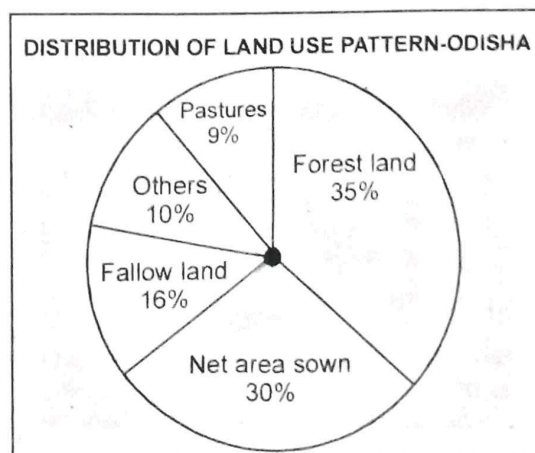 DISTRIBUTION OF LAND USE PATTERN-ODISHA
Pastures
9%
Forest land
35%
Others
10%
Fallow land
16%
Net area sown
30%